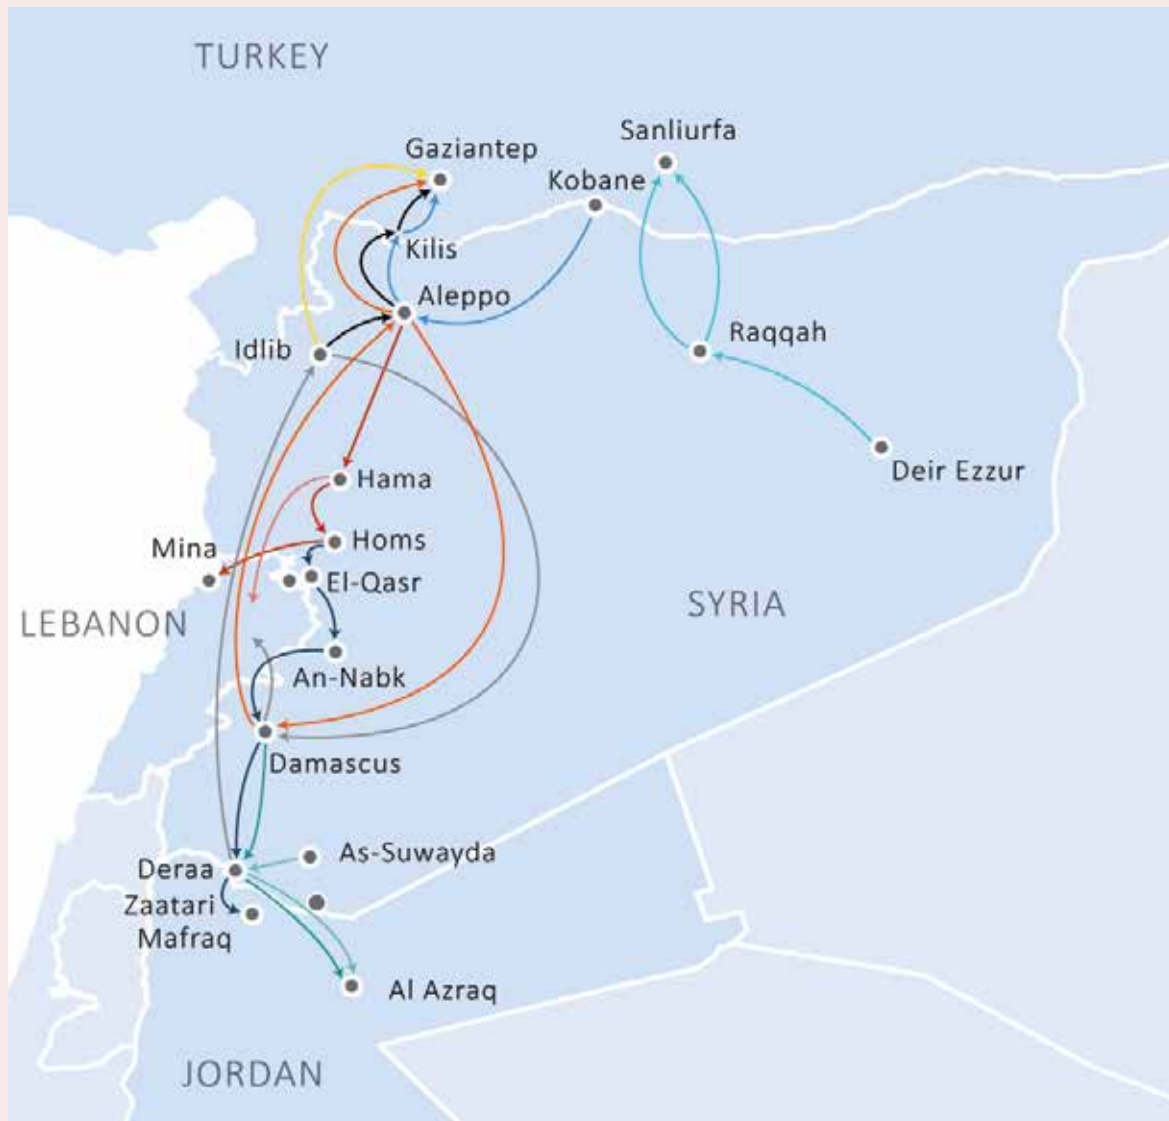 TURKEY
Sanliurfa
Gaziantep
Kobane
Kilis
Aleppo
Raqqah
Idlib
Deir Ezzur
Hama
Mina
Homs
El-Qasr
LEBANON
SYRIA
An-Nabk
Damascus
As-Suwayda
Deraa
Zaatari
Mafraq
Al Azraq
JORDAN